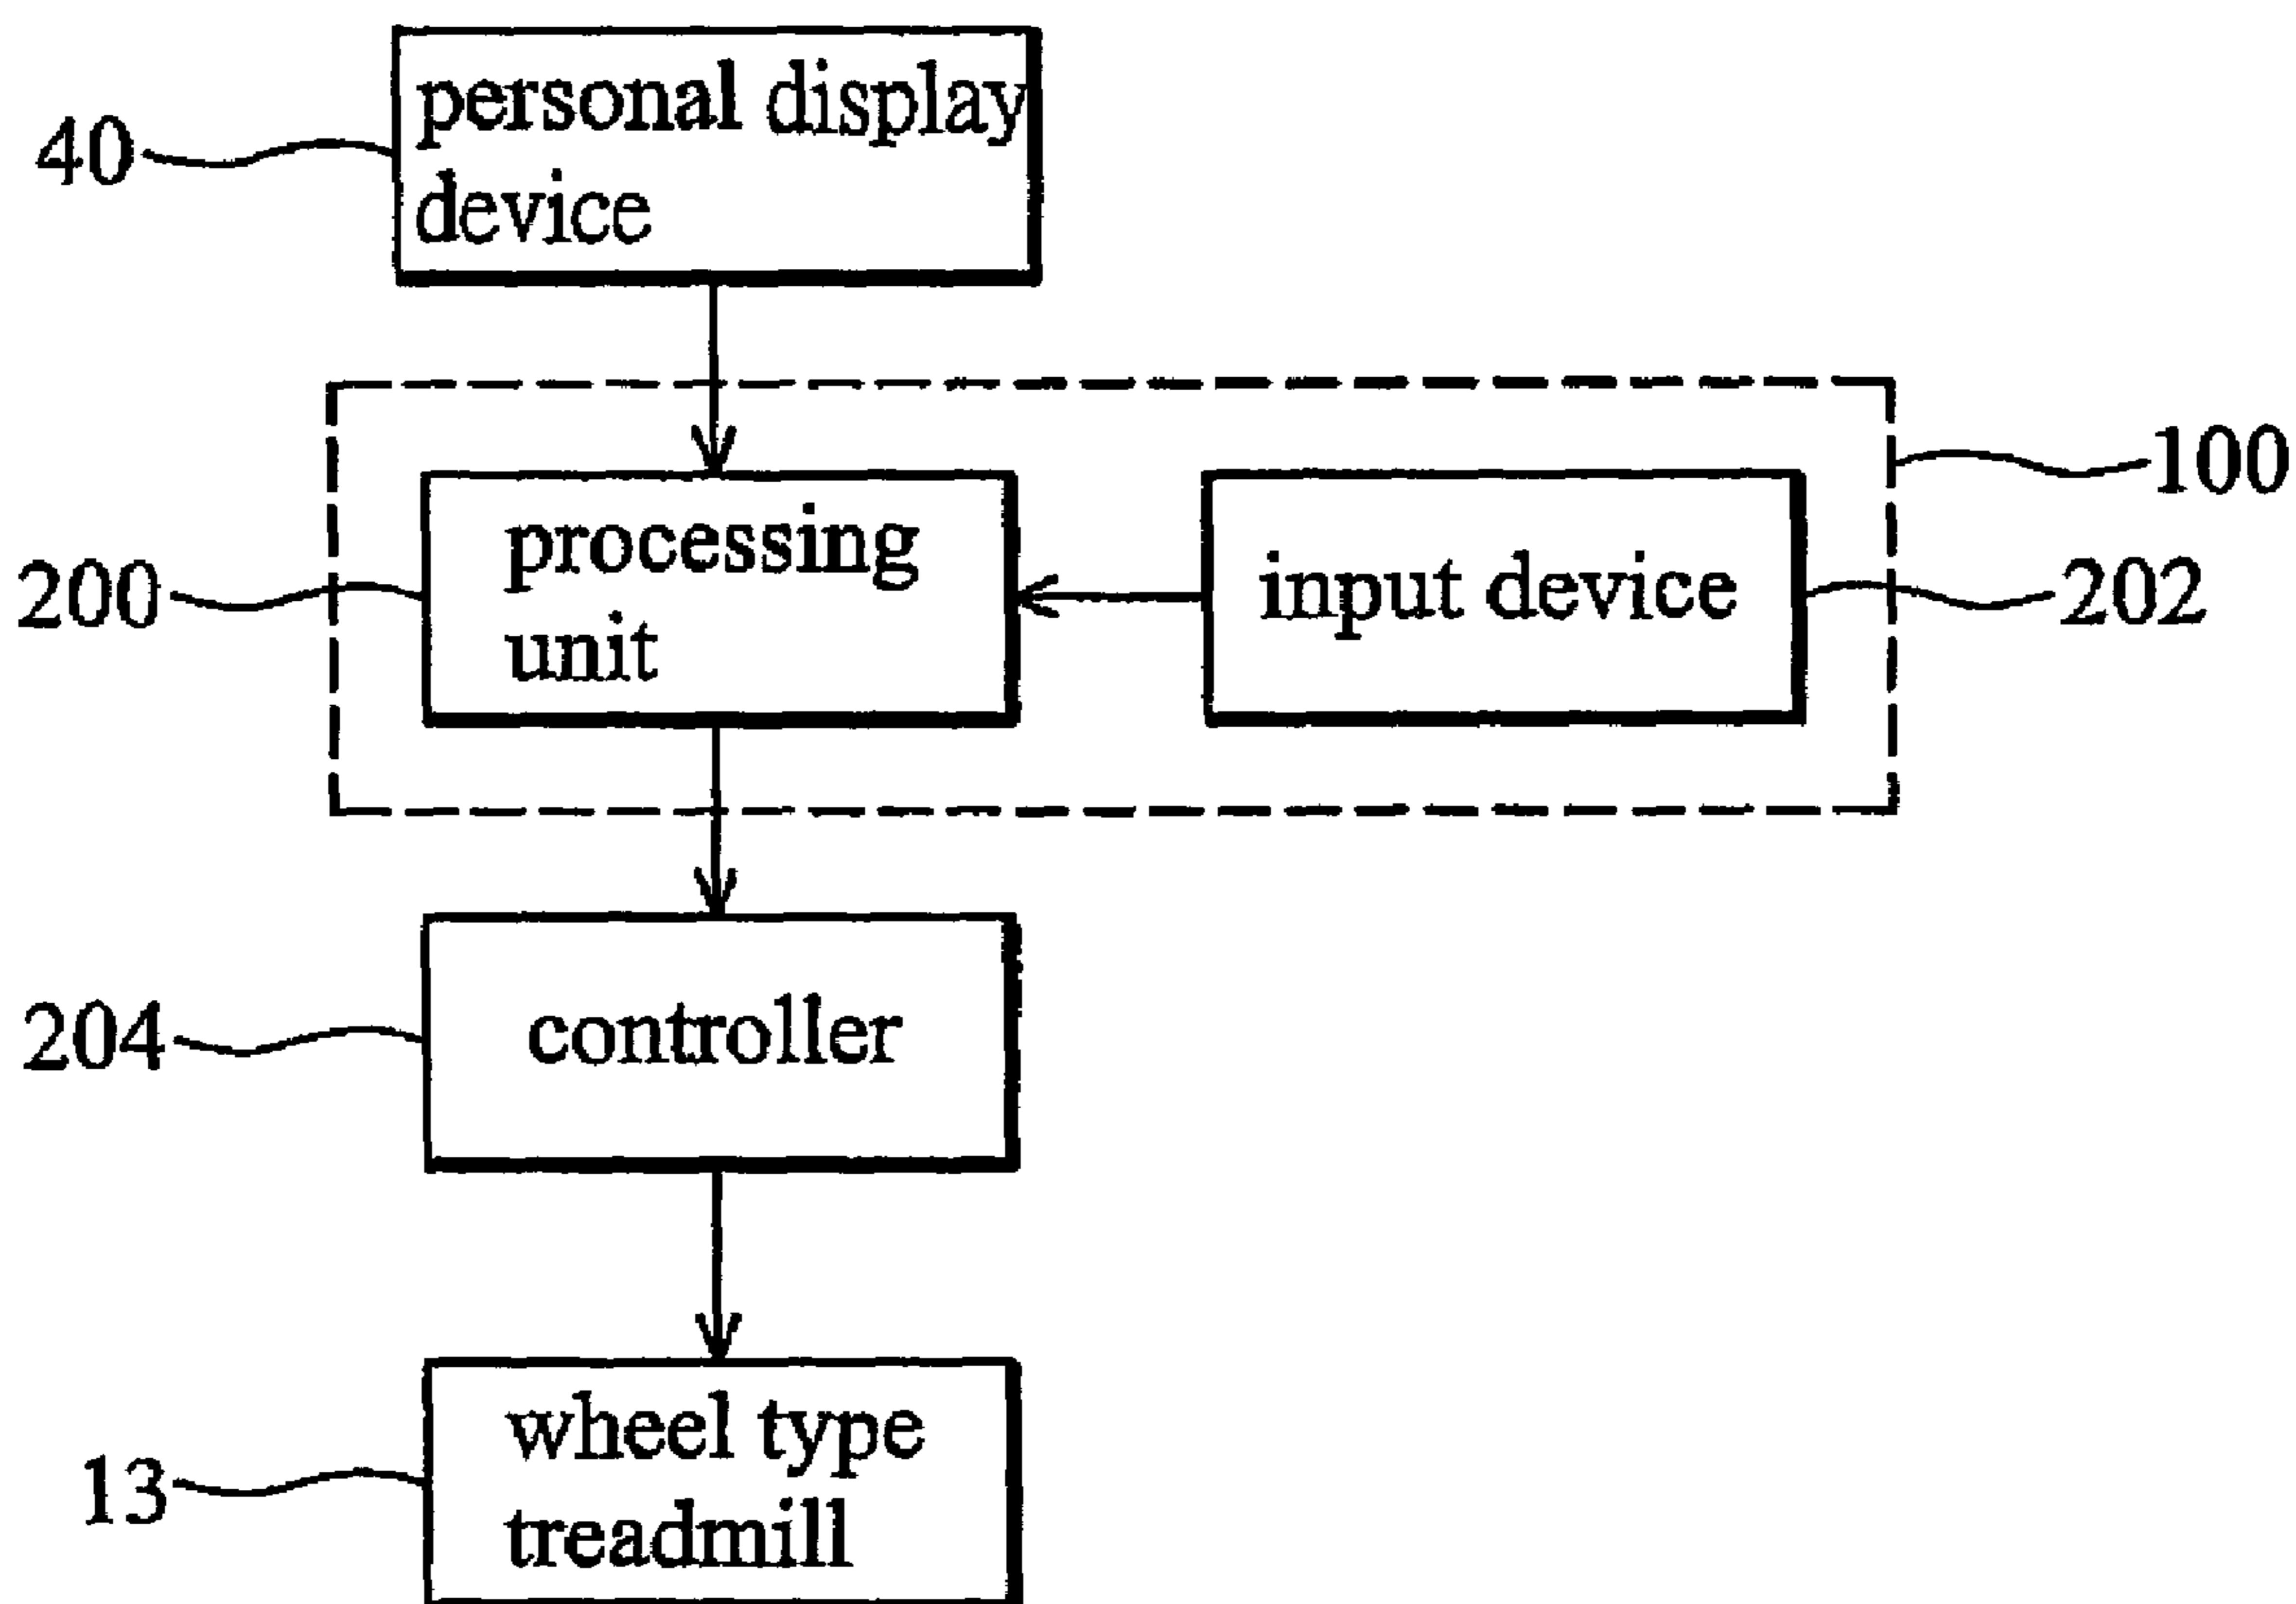 personal display
device
40
100
processing
unit
input device
200
202
controller
204
wheel type
treadmill
13